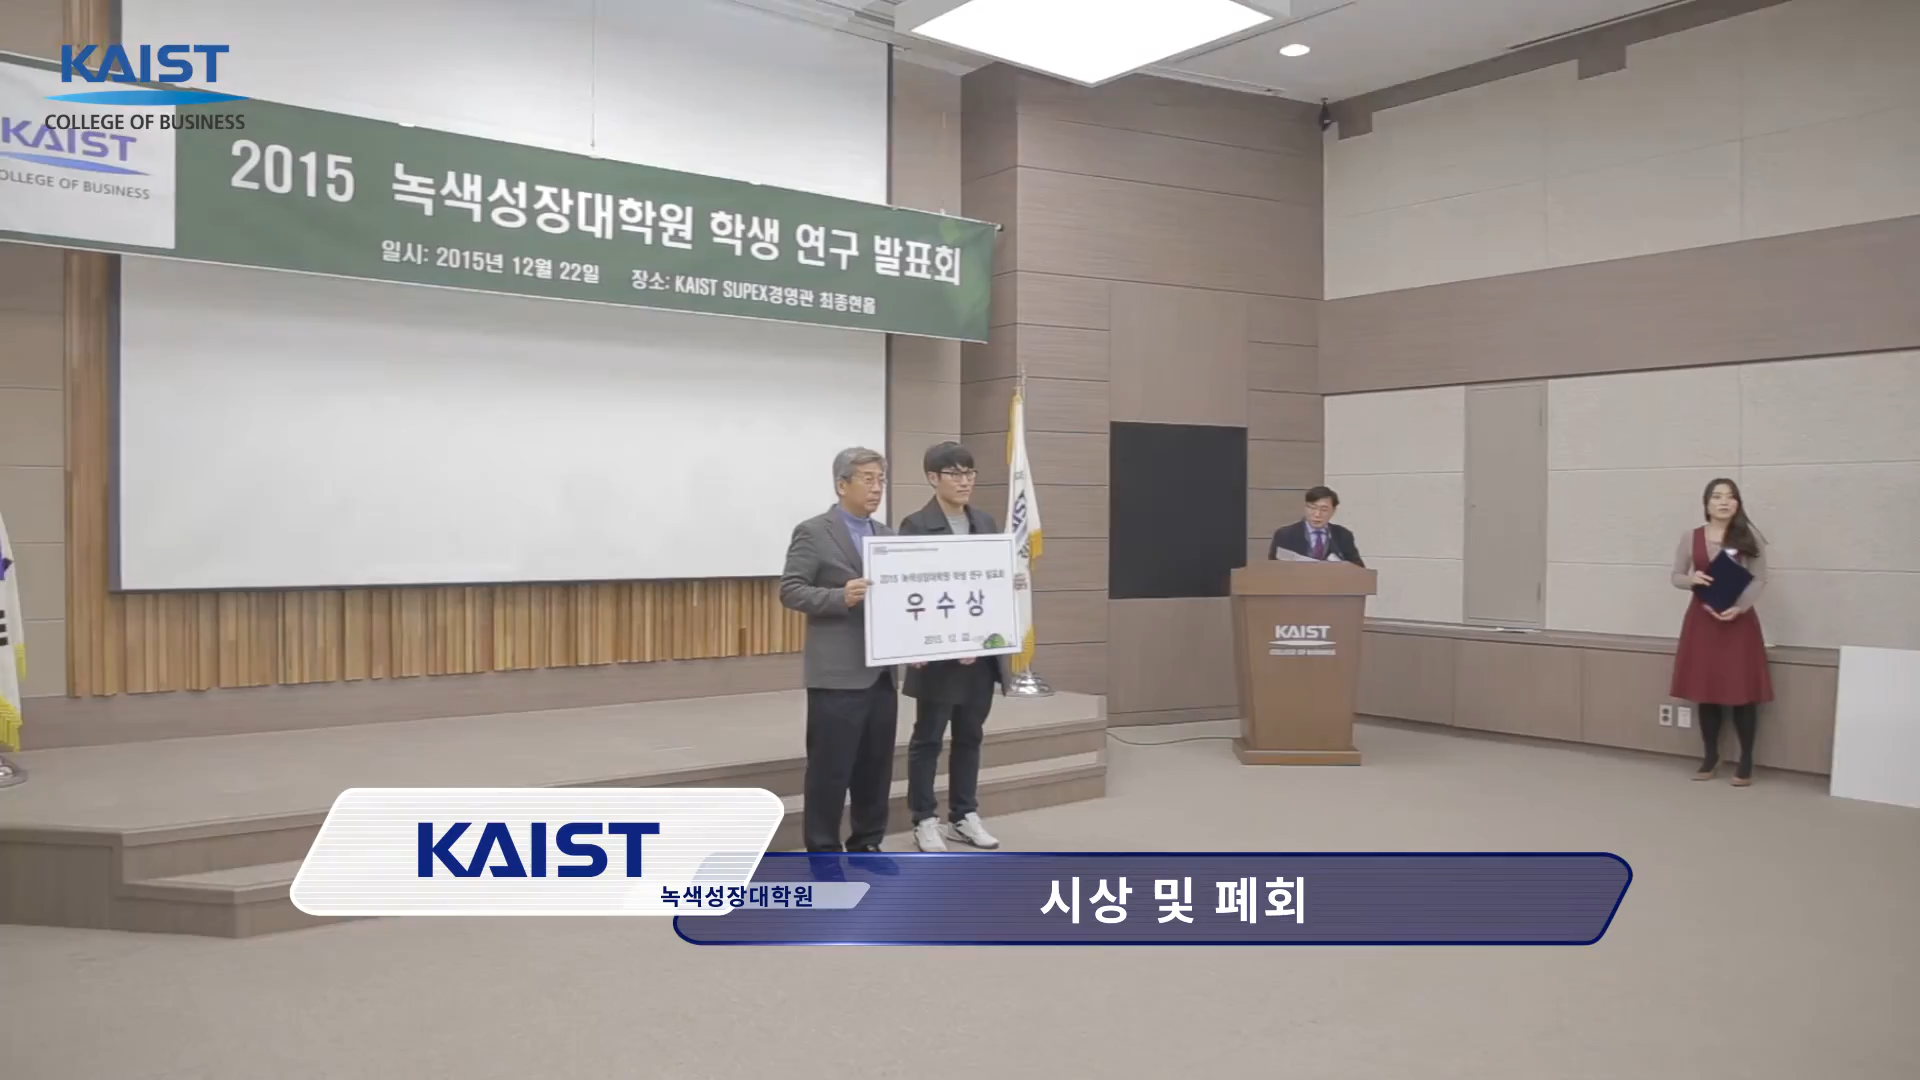 KAIST
COLLEGE OF BUSINESS
KAIST
OLLEGE OF BUSINESS
2015 녹색성장대학원 학생 연구 발표회
일시: 2015년 12월 22일 장소: KAIST SUPEX경영관 최종현홀
2015 녹색성장대학원 학생 연구 발표회
우 수 상
2015. 12. 22
KAIST
COLLEGE OF BUSINESS
KAIST
녹색성장대학원
시상 및 폐회